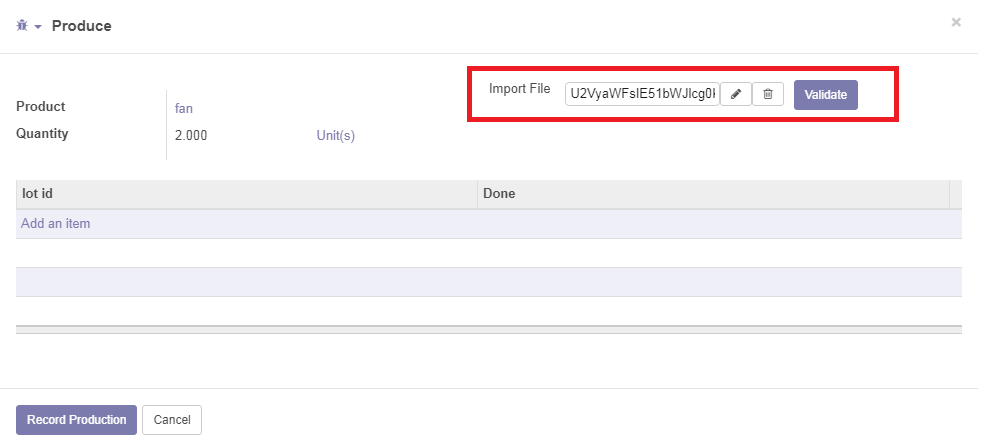 Produce
Import File U2VyaWFsIE51bWJlcg0K Validate
Product fan
Quantity 2.000 Unit(s)
lot id Done
Add an item
Record Production Cancel